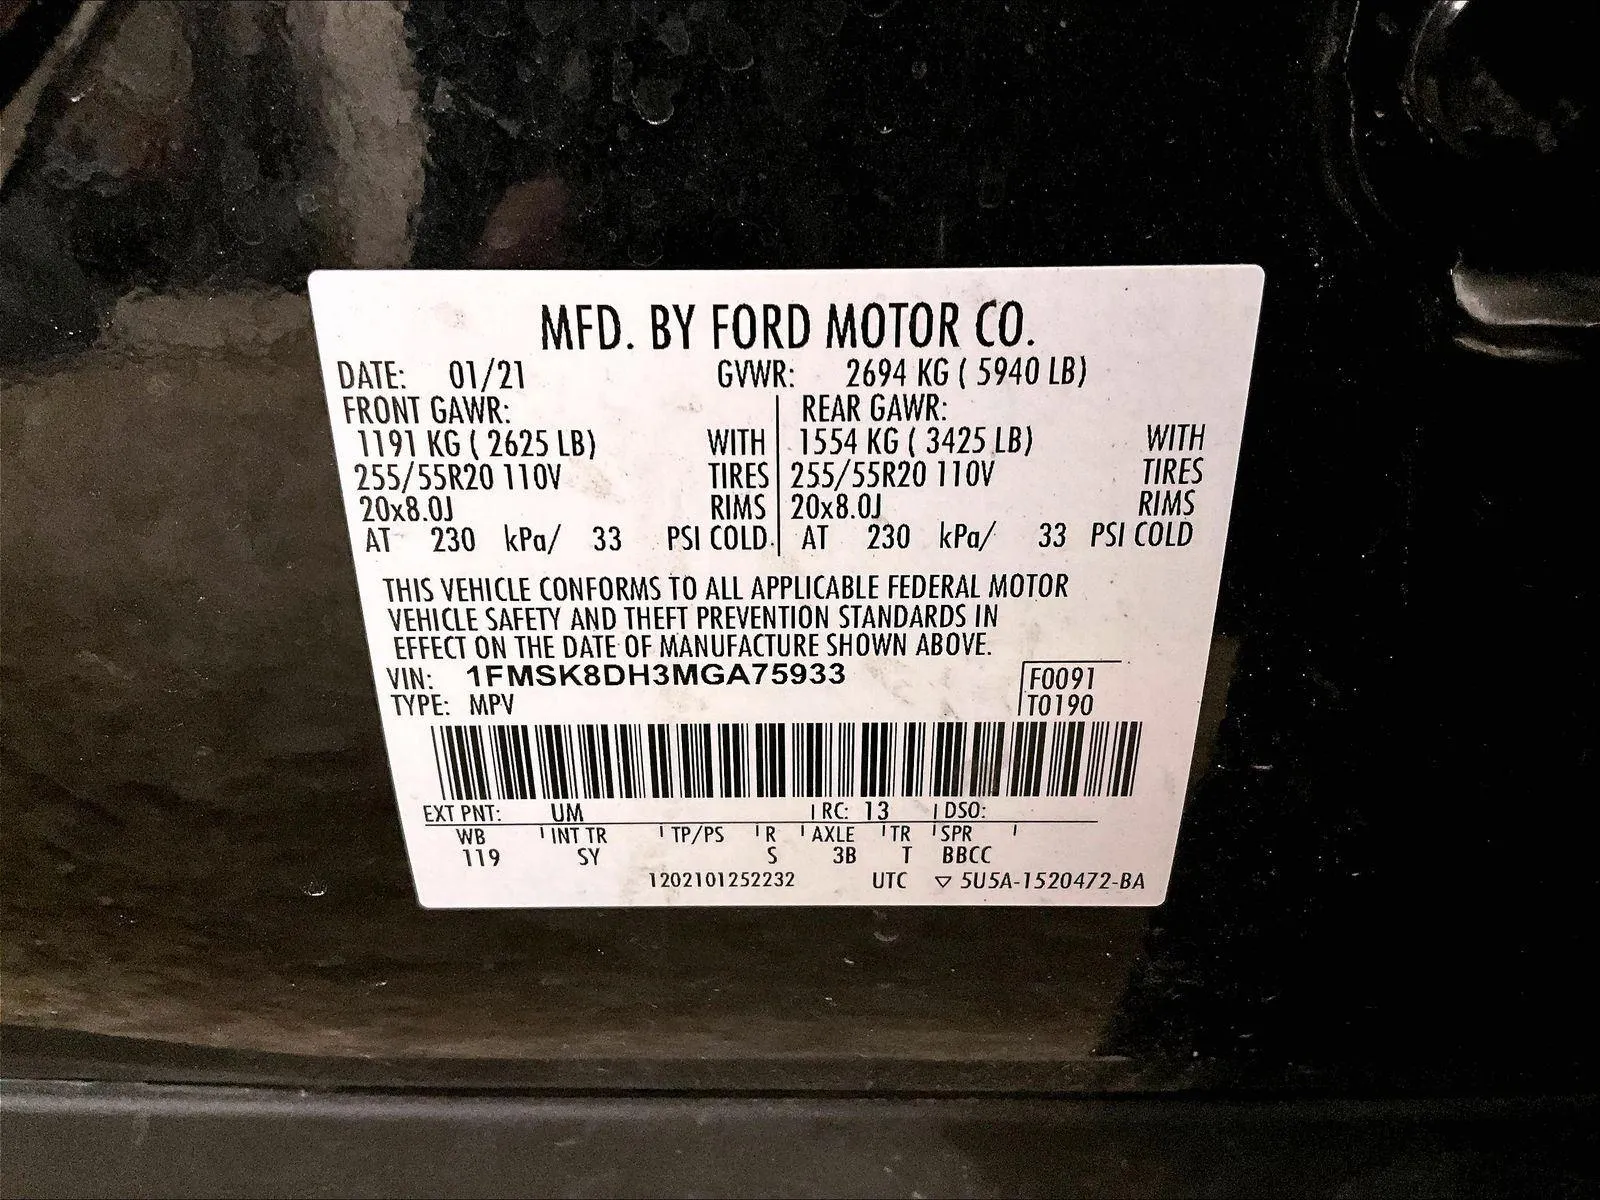 MFD. BY FORD MOTOR CO.
DATE: 01/21 GVWR: 2694 KG ( 5940 LB)
FRONT GAWR: REAR GAWR:
1191 KG ( 2625 LB) WITH 1554 KG ( 3425 LB) WITH
255/55R20 110V TIRES 255/55R20 110V TIRES
20x8.0J RIMS 20x8.0J RIMS
AT 230 kPa/ 33 PSI COLD AT 230 kPa/ 33 PSI COLD
THIS VEHICLE CONFORMS TO ALL APPLICABLE FEDERAL MOTOR
VEHICLE SAFETY AND THEFT PREVENTION STANDARDS IN
EFFECT ON THE DATE OF MANUFACTURE SHOWN ABOVE.
VIN: 1FMSK8DH3MGA75933 F0091
TYPE: MPV T0190
EXT PNT: UM RC: 13 DSO:
WB INT TR TP/PS R AXLE TR SPR
119 SY S 3B T BBCC
1202101252232 UTC ▽ 5U5A-1520472-BA